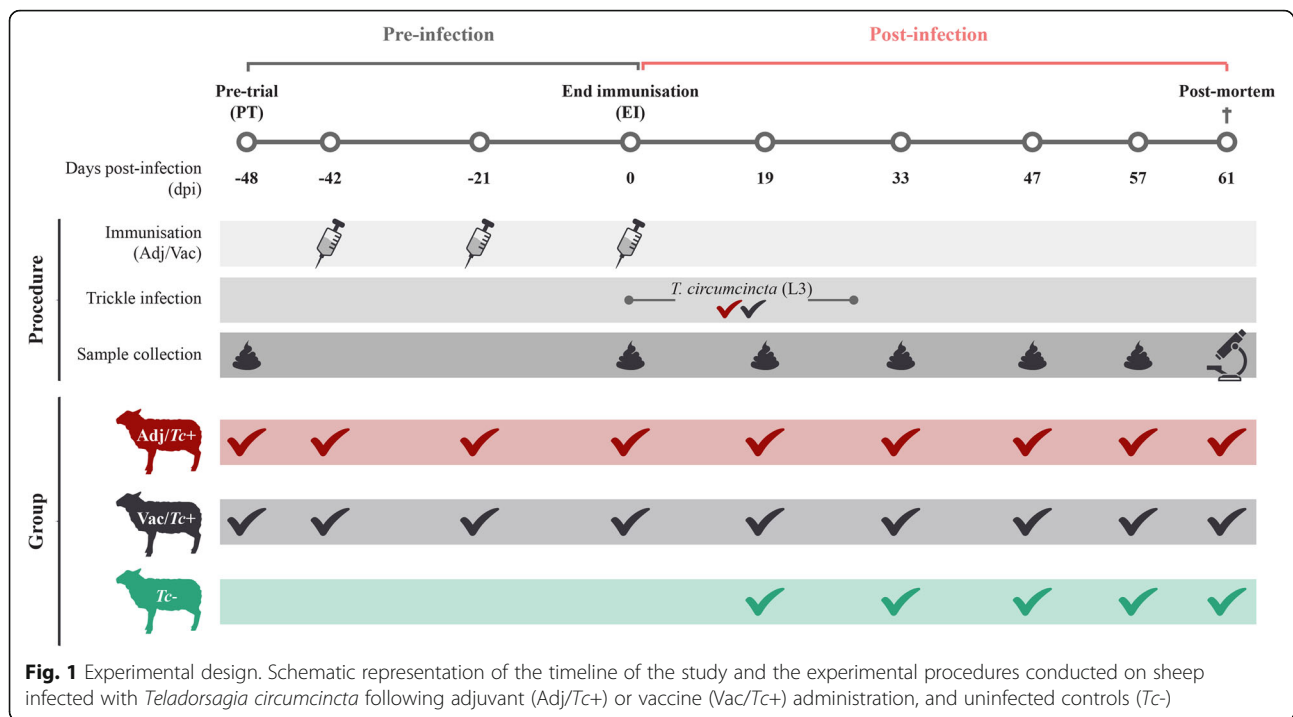 Pre-infection
Post-infection
Pre-trial
(PT)
End immunisation
(EI)
Post-mortem
†
Days post-infection
(dpi)
-48
-42
-21
0
19
33
47
57
61
Procedure
Immunisation
(Adj/Vac)
Trickle infection
T. circumcincta (L3)
Sample collection
Group
Adj/Tc+
Vac/Tc+
Tc-
Fig. 1 Experimental design. Schematic representation of the timeline of the study and the experimental procedures conducted on sheep
infected with Teladorsagia circumcincta following adjuvant (Adj/Tc+) or vaccine (Vac/Tc+) administration, and uninfected controls (Tc-)